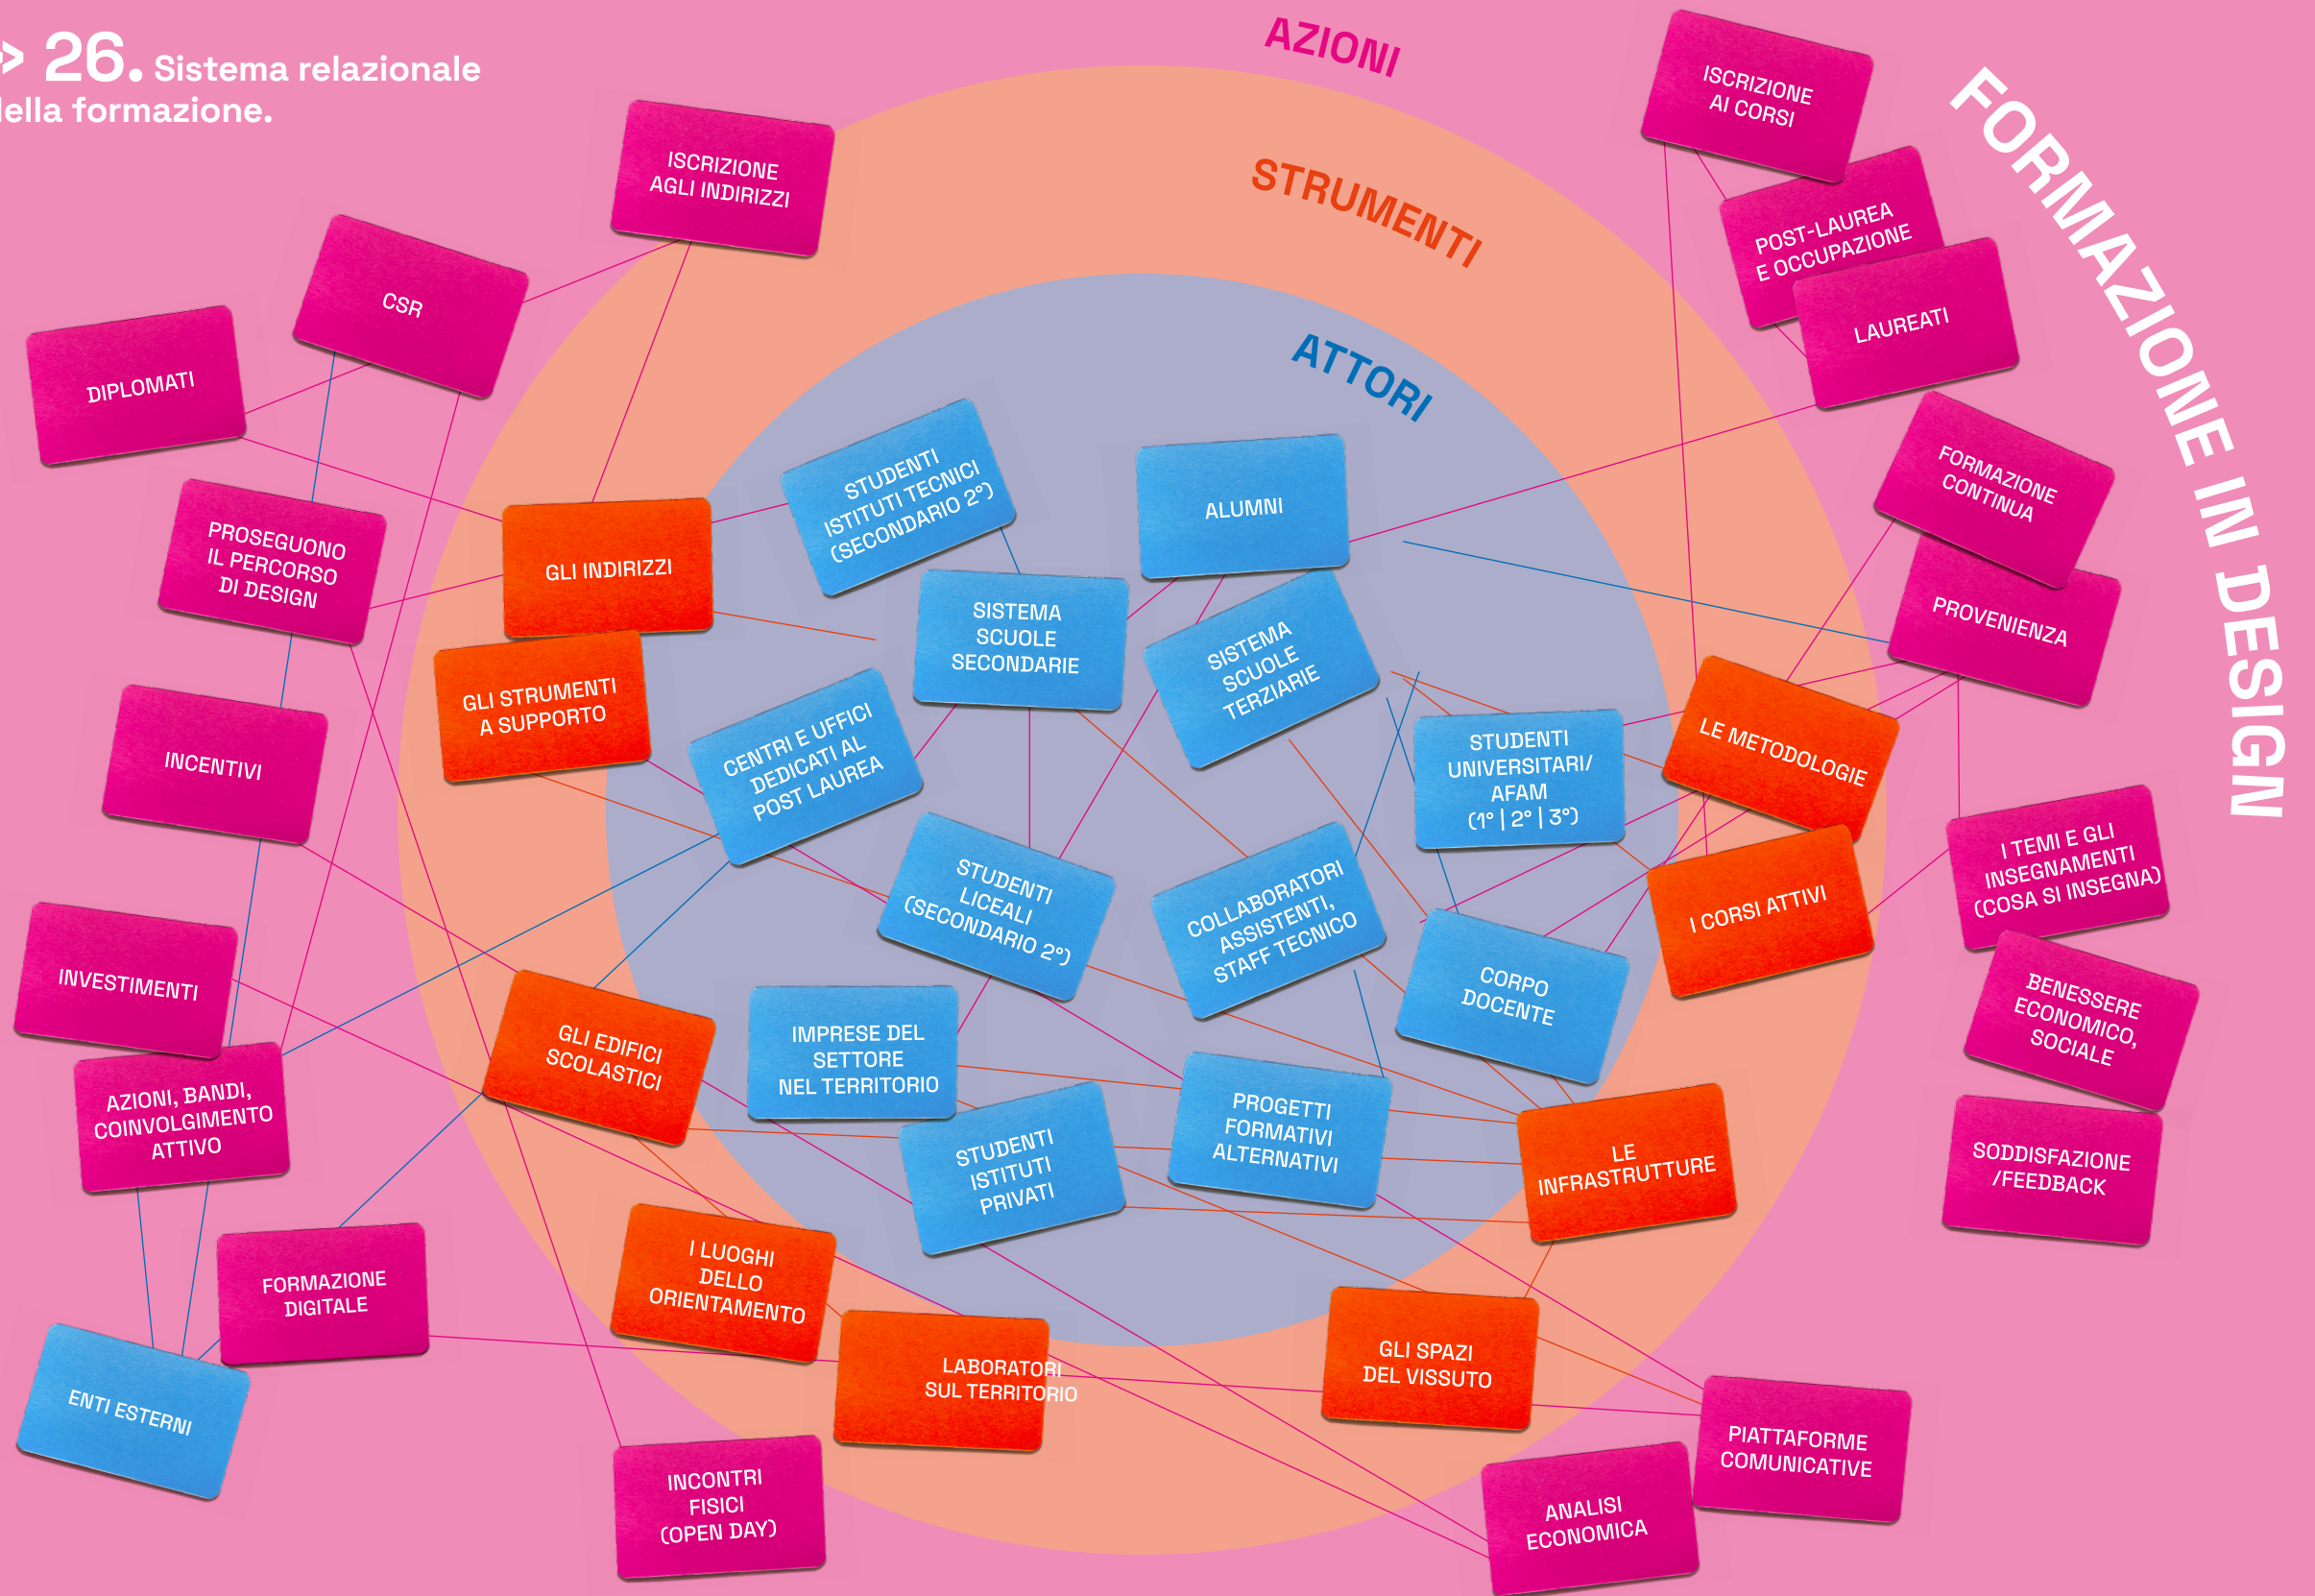 > 26. Sistema relazionale
ella formazione.
AZIONI
STRUMENTI
ATTORI
FORMAZIONE IN DESIGN
ISCRIZIONE
AI CORSI
POST-LAUREA
E OCCUPAZIONE
LAUREATI
ISCRIZIONE
AGLI INDIRIZZI
CSR
DIPLOMATI
FORMAZIONE
CONTINUA
PROVENIENZA
STUDENTI
ISTITUTI TECNICI
(SECONDARIO 2°)
ALUMNI
PROSEGUONO
IL PERCORSO
DI DESIGN
GLI INDIRIZZI
SISTEMA
SCUOLE
SECONDARIE
SISTEMA
SCUOLE
TERZIARIE
GLI STRUMENTI
A SUPPORTO
CENTRI E UFFICI
DEDICATI AL
POST LAUREA
STUDENTI
UNIVERSITARI/
AFAM
(1° | 2° | 3°)
LE METODOLOGIE
INCENTIVI
STUDENTI
LICEALI
(SECONDARIO 2°)
COLLABORATORI
ASSISTENTI,
STAFF TECNICO
I CORSI ATTIVI
I TEMI E GLI
INSEGNAMENTI
(COSA SI INSEGNA)
INVESTIMENTI
GLI EDIFICI
SCOLASTICI
IMPRESE DEL
SETTORE
NEL TERRITORIO
CORPO
DOCENTE
BENESSERE
ECONOMICO,
SOCIALE
AZIONI, BANDI,
COINVOLGIMENTO
ATTIVO
STUDENTI
ISTITUTI
PRIVATI
PROGETTI
FORMATIVI
ALTERNATIVI
LE
INFRASTRUTTURE
SODDISFAZIONE
/FEEDBACK
FORMAZIONE
DIGITALE
I LUOGHI
DELLO
ORIENTAMENTO
LABORATORI
SUL TERRITORIO
GLI SPAZI
DEL VISSUTO
ENTI ESTERNI
INCONTRI
FISICI
(OPEN DAY)
ANALISI
ECONOMICA
PIATTAFORME
COMUNICATIVE